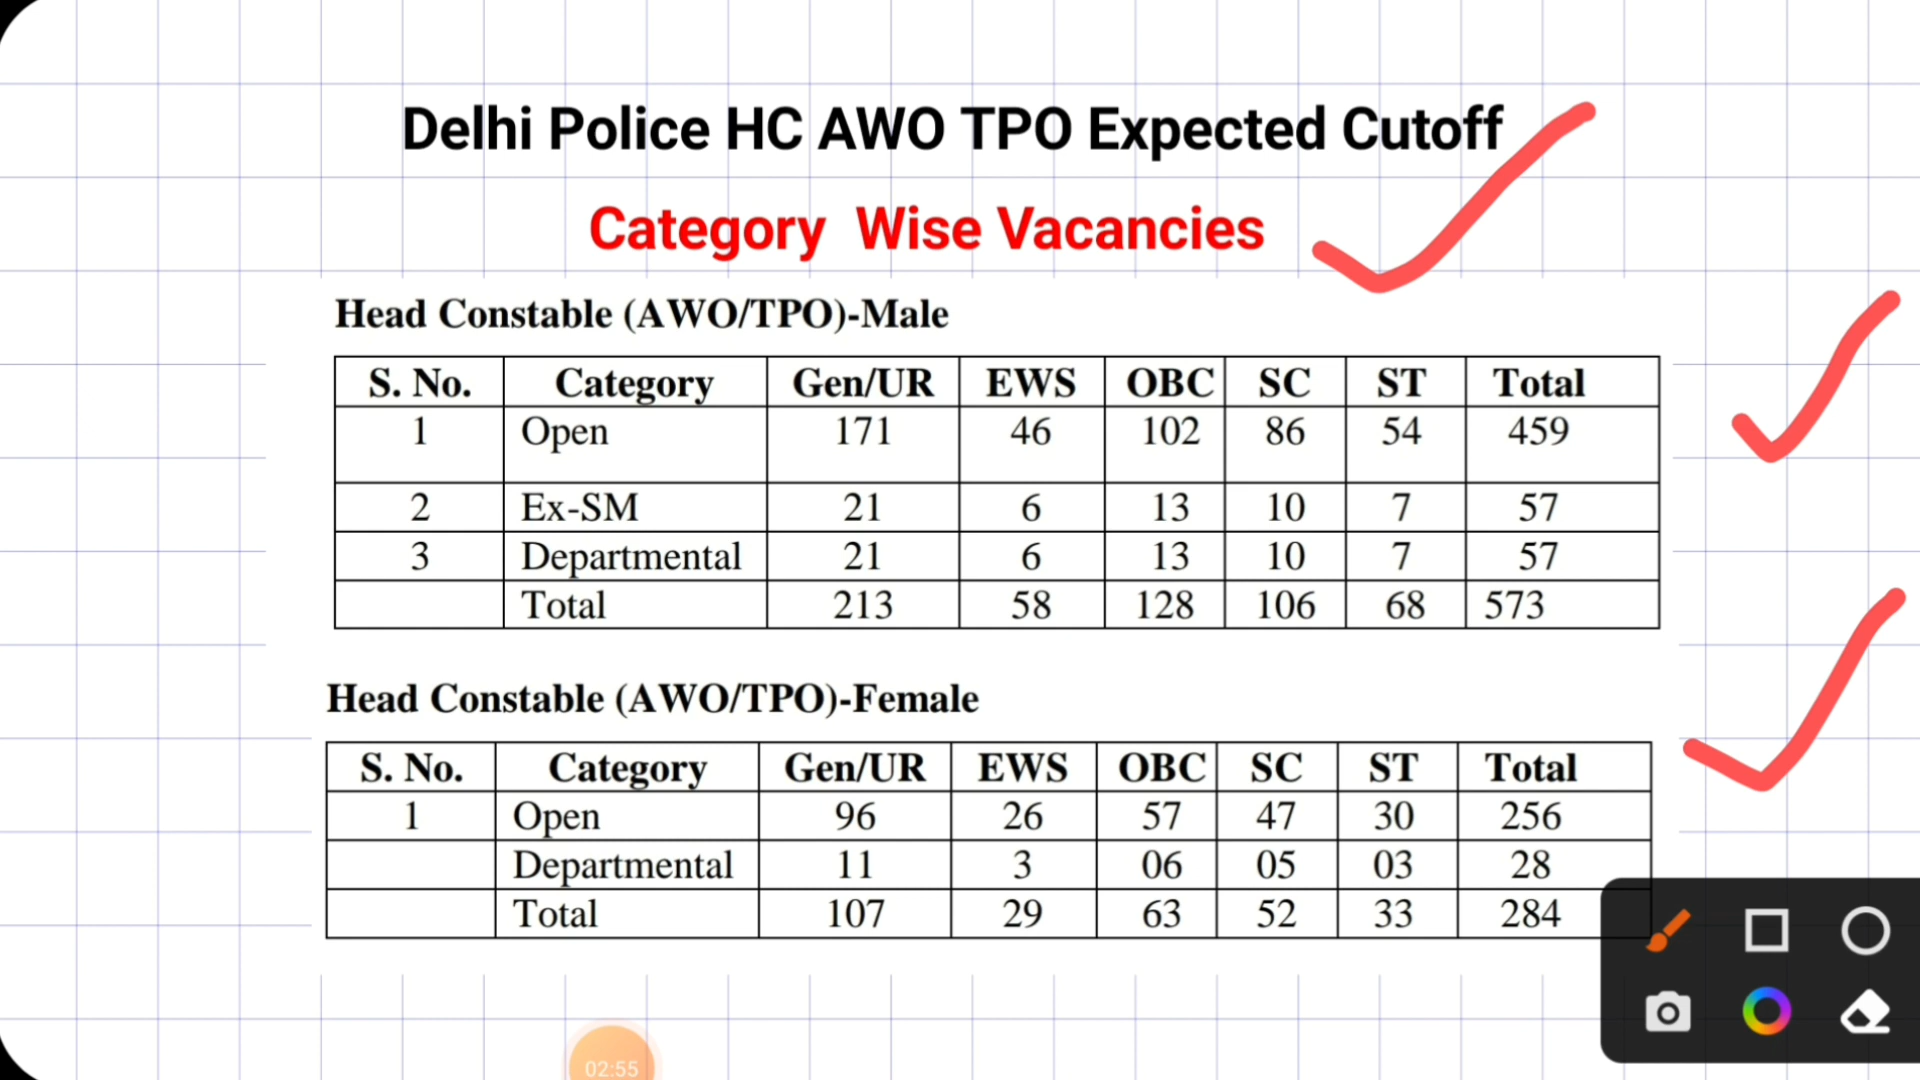 Delhi Police HC AWO TPO Expected Cutoff
Category Wise Vacancies
Head Constable (AWO/TPO)-Male
S. No. Category Gen/UR EWS OBC SC ST Total
1 Open 171 46 102 86 54 459
2 Ex-SM 21 6 13 10 7 57
3 Departmental 21 6 13 10 7 57
Total 213 58 128 106 68 573
Head Constable (AWO/TPO)-Female
S. No. Category Gen/UR EWS OBC SC ST Total
1 Open 96 26 57 47 30 256
Departmental 11 3 06 05 03 28
Total 107 29 63 52 33 284
02:55